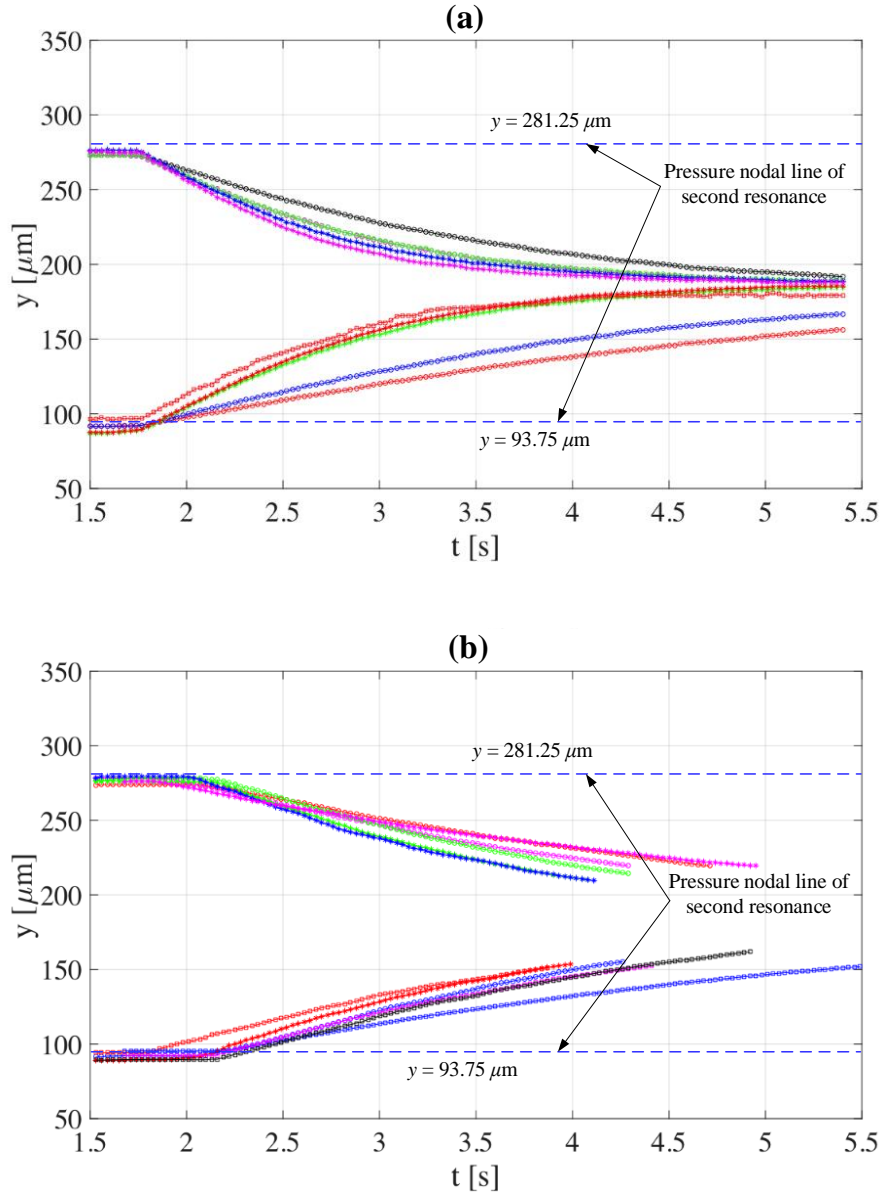 (a)
350
300
250
200
150
100
50
y [μm]
y = 281.25 μm
Pressure nodal line of
second resonance
y = 93.75 μm
1.5 2 2.5 3 3.5 4 4.5 5 5.5
t [s]
(b)
350
300
250
200
150
100
50
y [μm]
y = 281.25 μm
Pressure nodal line of
second resonance
y = 93.75 μm
1.5 2 2.5 3 3.5 4 4.5 5 5.5
t [s]